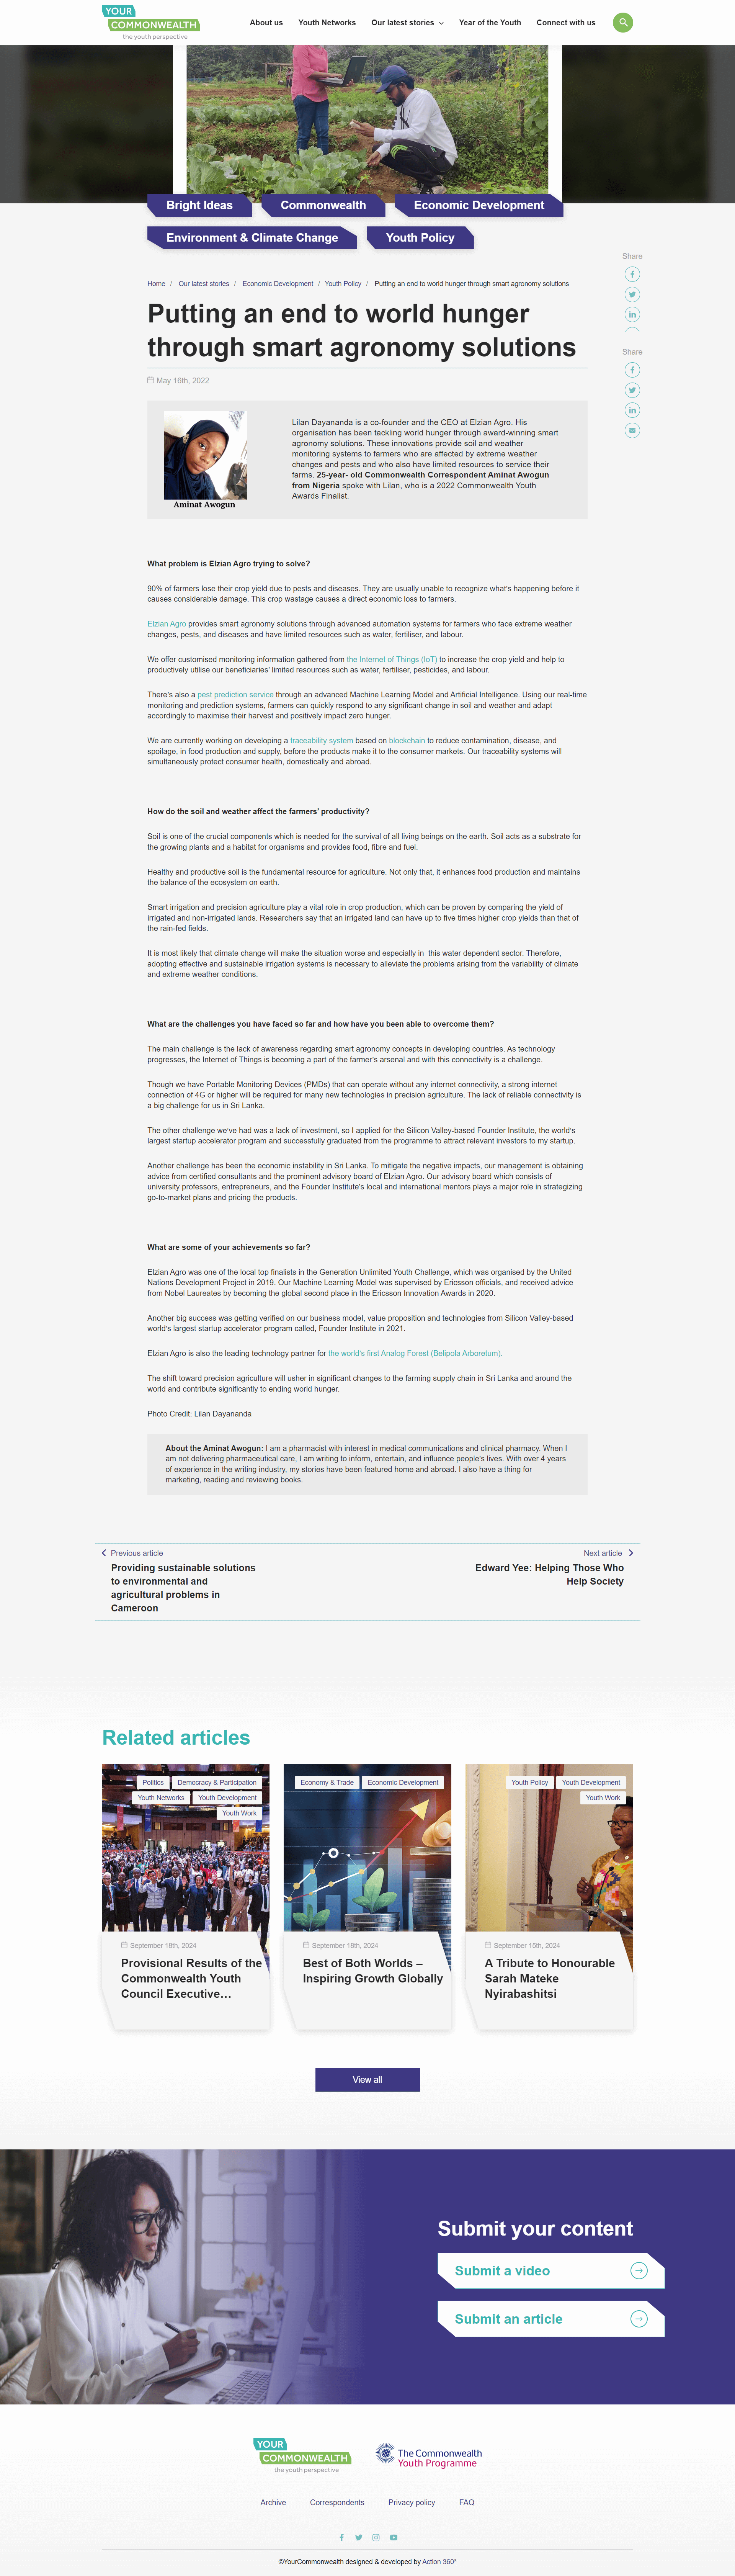 YOUR
COMMONWEALTH
the youth perspective
About us
Youth Networks
Our latest stories
Year of the Youth
Connect with us
Bright Ideas
Commonwealth
Economic Development
Environment & Climate Change
Youth Policy
Share
Share
Home / Our latest stories / Economic Development / Youth Policy / Putting an end to world hunger through smart agronomy solutions
Putting an end to world hunger
through smart agronomy solutions
May 16th, 2022
Aminat Awogun
Lilan Dayananda is a co-founder and the CEO at Elzian Agro. His
organisation has been tackling world hunger through award-winning smart
agronomy solutions. These innovations provide soil and weather
monitoring systems to farmers who are affected by extreme weather
changes and pests and who also have limited resources to service their
farms. 25-year- old Commonwealth Correspondent Aminat Awogun
from Nigeria spoke with Lilan, who is a 2022 Commonwealth Youth
Awards Finalist.
What problem is Elzian Agro trying to solve?
90% of farmers lose their crop yield due to pests and diseases. They are usually unable to recognize what's happening before it
causes considerable damage. This crop wastage causes a direct economic loss to farmers.
Elzian Agro provides smart agronomy solutions through advanced automation systems for farmers who face extreme weather
changes, pests, and diseases and have limited resources such as water, fertiliser, and labour.
We offer customised monitoring information gathered from the Internet of Things (IoT) to increase the crop yield and help to
productively utilise our beneficiaries' limited resources such as water, fertiliser, pesticides, and labour.
There's also a pest prediction service through an advanced Machine Learning Model and Artificial Intelligence. Using our real-time
monitoring and prediction systems, farmers can quickly respond to any significant change in soil and weather and adapt
accordingly to maximise their harvest and positively impact zero hunger.
We are currently working on developing a traceability system based on blockchain to reduce contamination, disease, and
spoilage, in food production and supply, before the products make it to the consumer markets. Our traceability systems will
simultaneously protect consumer health, domestically and abroad.
How do the soil and weather affect the farmers' productivity?
Soil is one of the crucial components which is needed for the survival of all living beings on the earth. Soil acts as a substrate for
the growing plants and a habitat for organisms and provides food, fibre and fuel.
Healthy and productive soil is the fundamental resource for agriculture. Not only that, it enhances food production and maintains
the balance of the ecosystem on earth.
Smart irrigation and precision agriculture play a vital role in crop production, which can be proven by comparing the yield of
irrigated and non-irrigated lands. Researchers say that an irrigated land can have up to five times higher crop yields than that of
the rain-fed fields.
It is most likely that climate change will make the situation worse and especially in this water dependent sector. Therefore,
adopting effective and sustainable irrigation systems is necessary to alleviate the problems arising from the variability of climate
and extreme weather conditions.
What are the challenges you have faced so far and how have you been able to overcome them?
The main challenge is the lack of awareness regarding smart agronomy concepts in developing countries. As technology
progresses, the Internet of Things is becoming a part of the farmer's arsenal and with this connectivity is a challenge.
Though we have Portable Monitoring Devices (PMDs) that can operate without any internet connectivity, a strong internet
connection of 4G or higher will be required for many new technologies in precision agriculture. The lack of reliable connectivity is
a big challenge for us in Sri Lanka.
The other challenge we've had was a lack of investment, so I applied for the Silicon Valley-based Founder Institute, the world's
largest startup accelerator program and successfully graduated from the programme to attract relevant investors to my startup.
Another challenge has been the economic instability in Sri Lanka. To mitigate the negative impacts, our management is obtaining
advice from certified consultants and the prominent advisory board of Elzian Agro. Our advisory board which consists of
university professors, entrepreneurs, and the Founder Institute's local and international mentors plays a major role in strategizing
go-to-market plans and pricing the products.
What are some of your achievements so far?
Elzian Agro was one of the local top finalists in the Generation Unlimited Youth Challenge, which was organised by the United
Nations Development Project in 2019. Our Machine Learning Model was supervised by Ericsson officials, and received advice
from Nobel Laureates by becoming the global second place in the Ericsson Innovation Awards in 2020.
Another big success was getting verified on our business model, value proposition and technologies from Silicon Valley-based
world's largest startup accelerator program called, Founder Institute in 2021.
Elzian Agro is also the leading technology partner for the world's first Analog Forest (Belipola Arboretum).
The shift toward precision agriculture will usher in significant changes to the farming supply chain in Sri Lanka and around the
world and contribute significantly to ending world hunger.
Photo Credit: Lilan Dayananda
About the Aminat Awogun: I am a pharmacist with interest in medical communications and clinical pharmacy. When I
am not delivering pharmaceutical care, I am writing to inform, entertain, and influence people's lives. With over 4 years
of experience in the writing industry, my stories have been featured home and abroad. I also have a thing for
marketing, reading and reviewing books.
Previous article
Providing sustainable solutions
to environmental and
agricultural problems in
Cameroon
Next article
Edward Yee: Helping Those Who
Help Society
Related articles
Politics
Democracy & Participation
Youth Networks
Youth Development
Youth Work
September 18th, 2024
Provisional Results of the
Commonwealth Youth
Council Executive…
Economy & Trade
Economic Development
September 18th, 2024
Best of Both Worlds –
Inspiring Growth Globally
Youth Policy
Youth Development
Youth Work
September 15th, 2024
A Tribute to Honourable
Sarah Mateke
Nyirabashitsi
View all
Submit your content
Submit a video
Submit an article
YOUR
COMMONWEALTH
the youth perspective
The Commonwealth
Youth Programme
Archive
Correspondents
Privacy policy
FAQ
©YourCommonwealth designed & developed by Action 360°